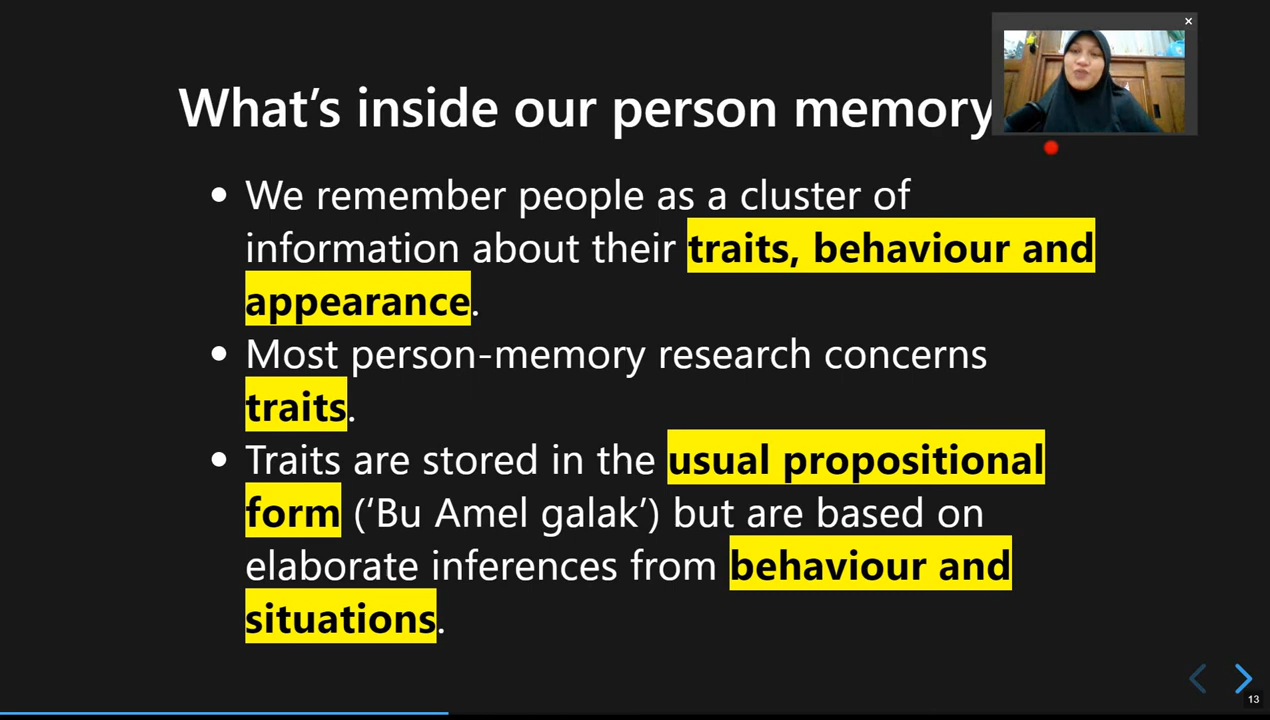 What's inside our person memory
• We remember people as a cluster of
information about their traits, behaviour and
appearance.
• Most person-memory research concerns
traits.
• Traits are stored in the usual propositional
form (‘Bu Amel galak’) but are based on
elaborate inferences from behaviour and
situations.
13